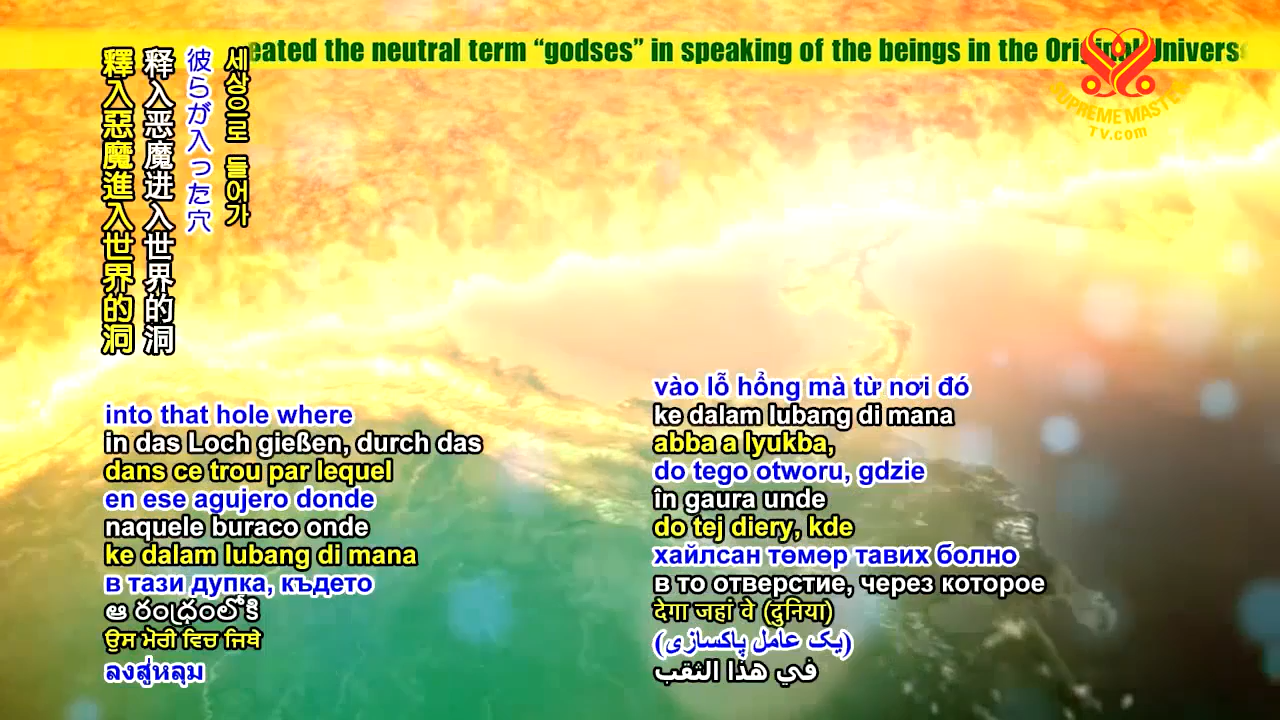 eated the neutral term “godses” in speaking of the beings in the Original Univers
SUPREME MASTER
TV.com
세상으로 들어가
彼らが入った穴
释入恶魔进入世界的洞
釋入惡魔進入世界的洞
into that hole where
in das Loch gießen, durch das
dans ce trou par lequel
en ese agujero donde
naquele buraco onde
ke dalam lubang di mana
в тази дупка, където
ఆ రంధ్రంలోకి
ਉਸ ਮੋਰੀ ਵਿਚ ਜਿਥੇ
ลงสู่หลุม
vào lỗ hổng mà từ nơi đó
ke dalam lubang di mana
abba a lyukba,
do tego otworu, gdzie
în gaura unde
do tej diery, kde
хайлсан төмөр тавих болно
в то отверстие, через которое
देगा जहां वे (दुनिया)
(یک عامل پاکسازی)
في هذا الثقب